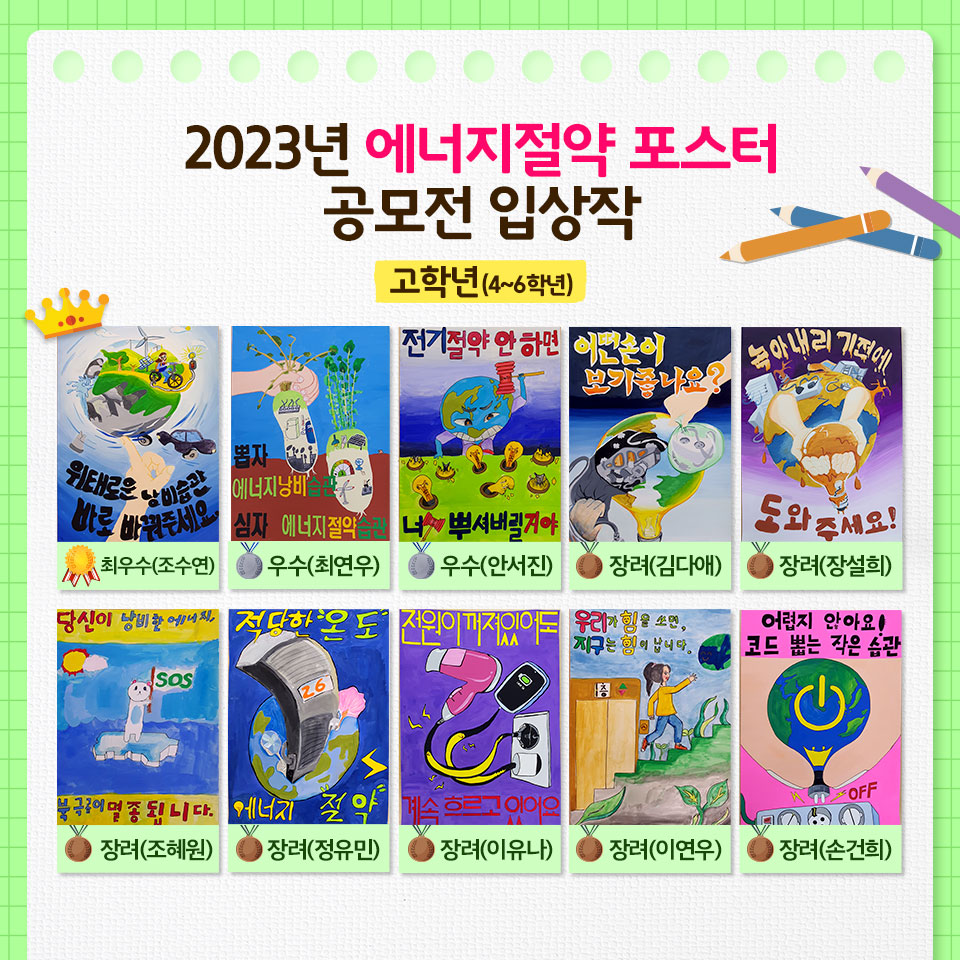 2023년 에너지절약 포스터
공모전 입상작
고학년(4~6학년)
위태로운 낭비습관
바로 바꿔주세요
최우수(조수연)
뽑자
에너지낭비습관
심자 에너지절약습관
우수(최연우)
전기절약 안 하면
뿌셔버릴거야
우수(안서진)
어떤손이
보기좋나요?
장려(김다애)
녹아내리기전에
도와주세요!
장려(장설희)
당신이 낭비한 에너지,
SOS
북극곰이 멸종됩니다.
장려(조혜원)
적당한 "온도"
26
에너지 "절약"
장려(정유민)
전원이 꺼져있어도
계속 흐르고 있어요
장려(이유나)
우리가 힘을 쓰면,
지구는 힘이 납니다.
1층
장려(이연우)
어렵지 않아요!
코드 뽑는 작은 습관
OFF
장려(손건희)